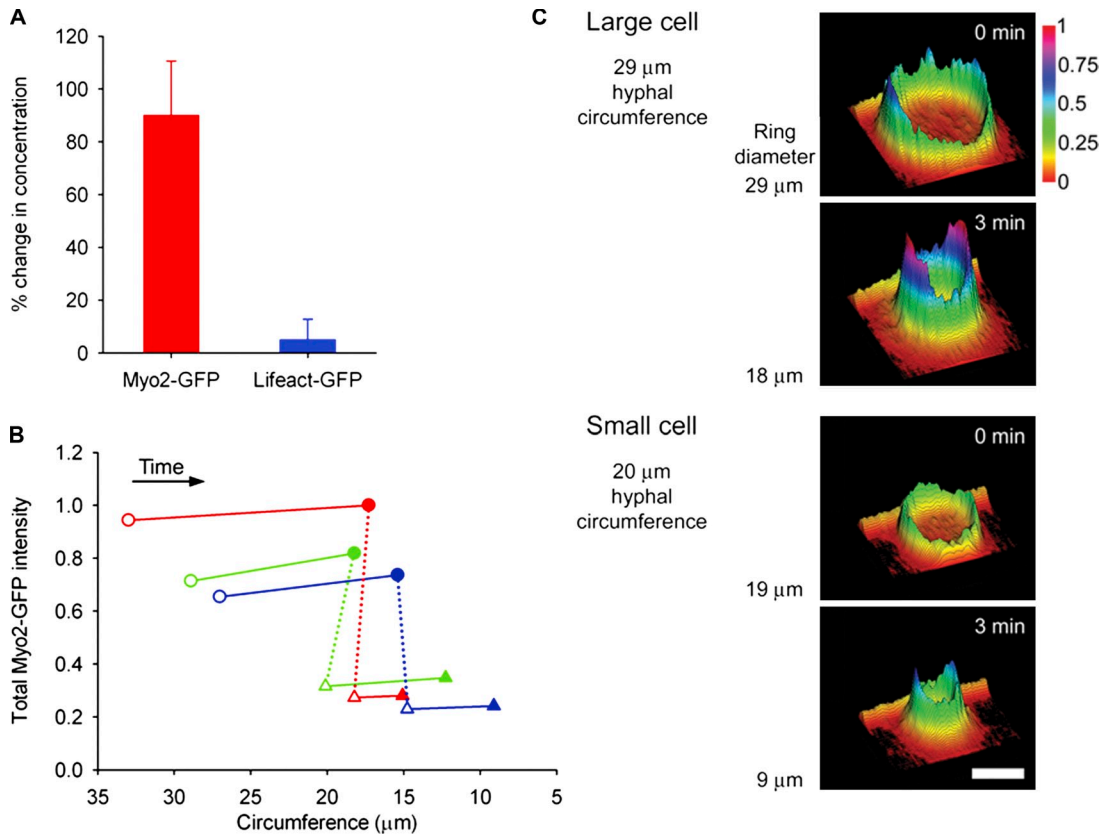 A
120
100
80
60
40
20
0
% change in concentration
Myo2-GFP
Lifeact-GFP
B
1.2
1.0
0.8
0.6
0.4
0.2
0.0
Total Myo2-GFP intensity
Time
35
30
25
20
15
10
5
Circumference (μm)
C
Large cell
29 μm
hyphal
circumference
Ring
diameter
29 μm
0 min
1
0.75
0.5
0.25
0
3 min
18 μm
Small cell
20 μm
hyphal
circumference
0 min
19 μm
3 min
9 μm